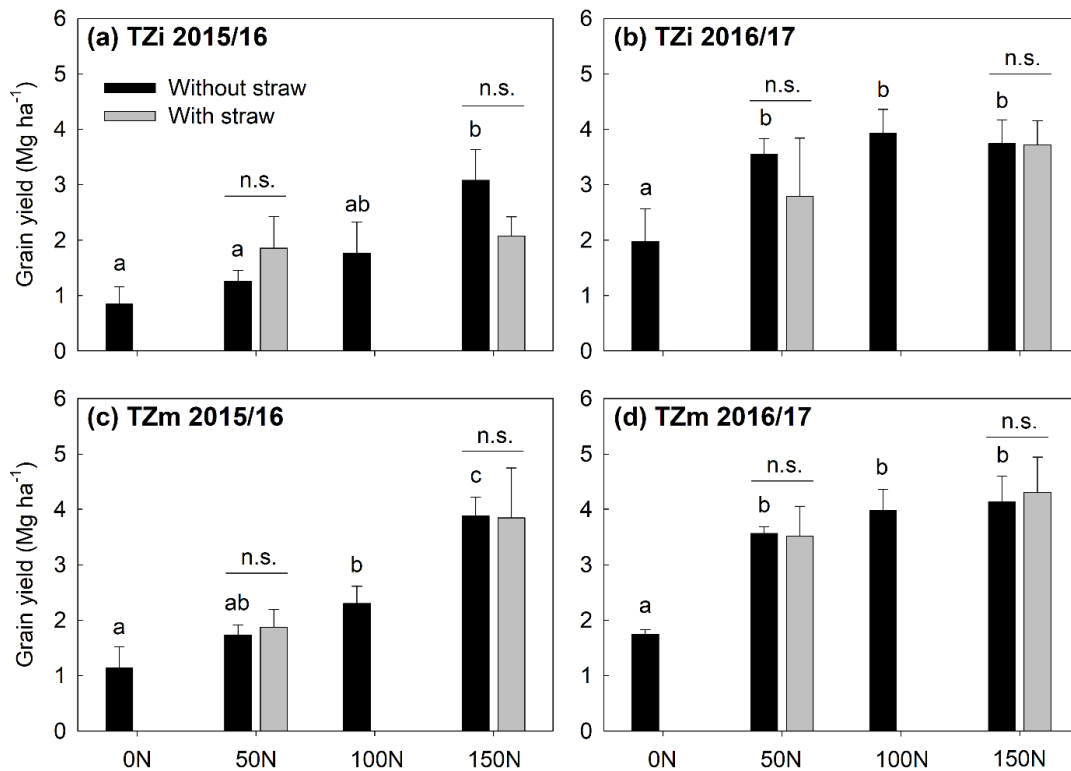 (a) TZi 2015/16
Without straw
With straw
Grain yield (Mg ha⁻¹)
6
5
4
3
2
1
0
a
n.s.
a
ab
n.s.
b
(b) TZi 2016/17
6
5
4
3
2
1
0
a
n.s.
b
b
n.s.
b
(c) TZm 2015/16
Grain yield (Mg ha⁻¹)
6
5
4
3
2
1
0
a
n.s.
ab
b
n.s.
c
0N 50N 100N 150N
(d) TZm 2016/17
6
5
4
3
2
1
0
a
n.s.
b
b
n.s.
b
0N 50N 100N 150N